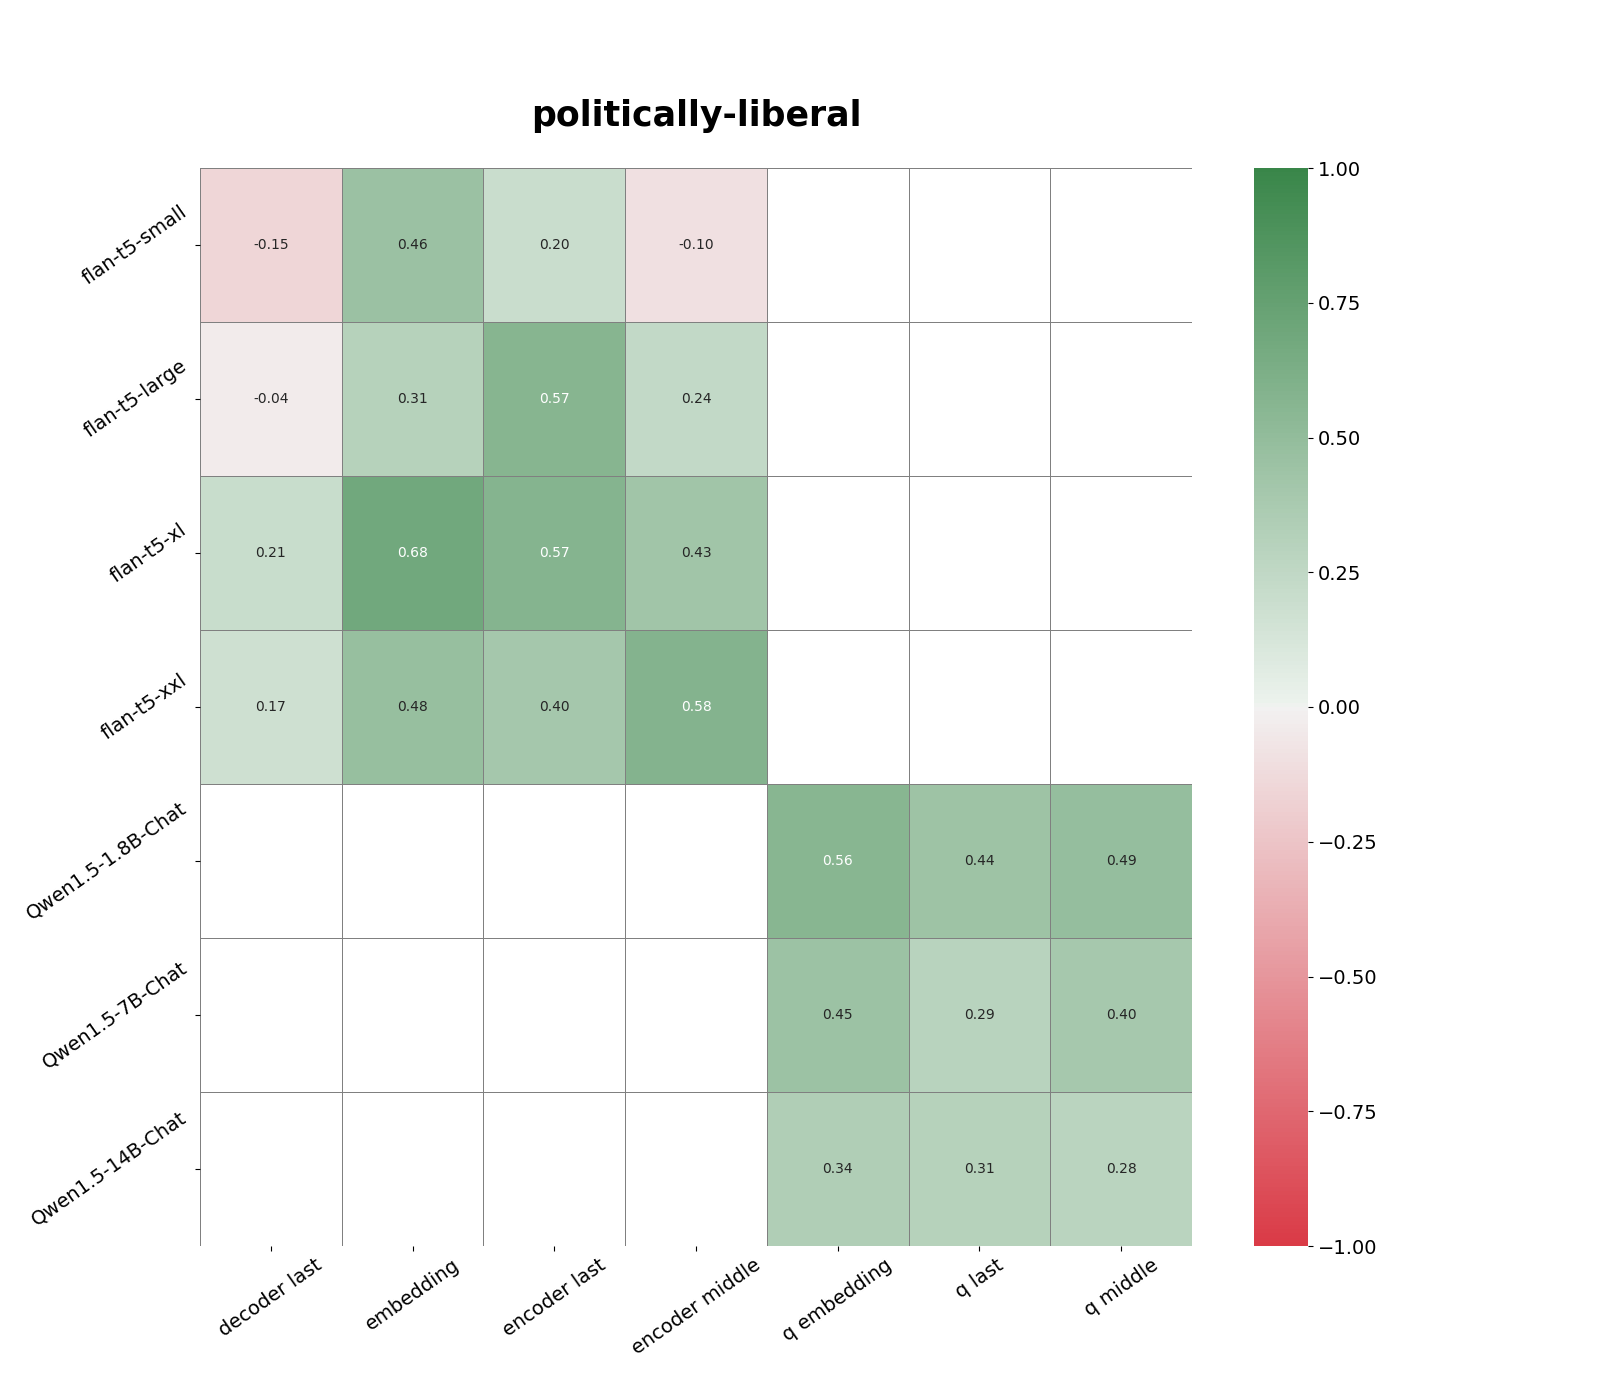 politically-liberal
flan-t5-small
-0.15
0.46
0.20
-0.10
flan-t5-large
-0.04
0.31
0.57
0.24
flan-t5-xl
0.21
0.68
0.57
0.43
flan-t5-xxl
0.17
0.48
0.40
0.58
Qwen1.5-1.8B-Chat
0.56
0.44
0.49
Qwen1.5-7B-Chat
0.45
0.29
0.40
Qwen1.5-14B-Chat
0.34
0.31
0.28
decoder last
embedding
encoder last
encoder middle
q embedding
q last
q middle
1.00
0.75
0.50
0.25
0.00
−0.25
−0.50
−0.75
−1.00